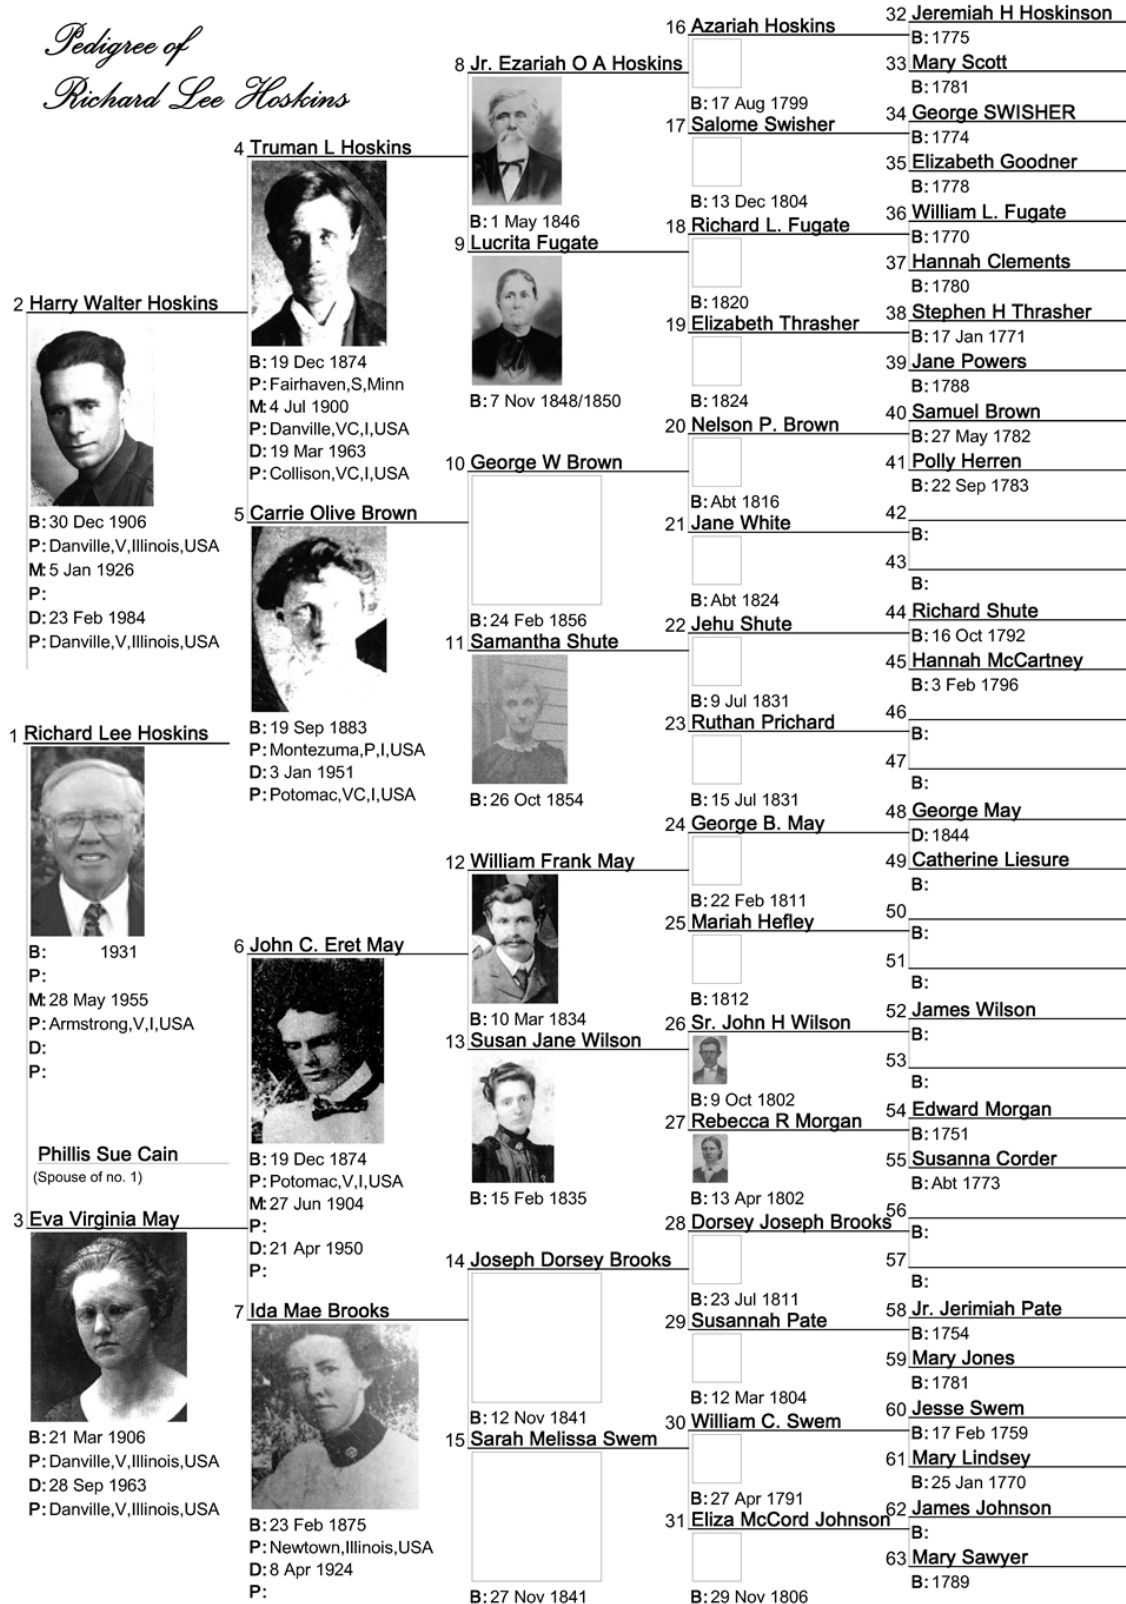 Pedigree of
Richard Lee Hoskins
1 Richard Lee Hoskins
B: 1931
P:
M: 28 May 1955
P: Armstrong,V,I,USA
D:
P:
Phillis Sue Cain
(Spouse of no. 1)
2 Harry Walter Hoskins
B: 30 Dec 1906
P: Danville,V,Illinois,USA
M: 5 Jan 1926
P:
D: 23 Feb 1984
P: Danville,V,Illinois,USA
3 Eva Virginia May
B: 21 Mar 1906
P: Danville,V,Illinois,USA
D: 28 Sep 1963
P: Danville,V,Illinois,USA
4 Truman L Hoskins
B: 19 Dec 1874
P: Fairhaven,S,Minn
M: 4 Jul 1900
P: Danville,VC,I,USA
D: 19 Mar 1963
P: Collison,VC,I,USA
5 Carrie Olive Brown
B: 19 Sep 1883
P: Montezuma,P,I,USA
D: 3 Jan 1951
P: Potomac,VC,I,USA
6 John C. Eret May
B: 19 Dec 1874
P: Potomac,V,I,USA
M: 27 Jun 1904
P:
D: 21 Apr 1950
P:
7 Ida Mae Brooks
B: 23 Feb 1875
P: Newtown,Illinois,USA
D: 8 Apr 1924
P:
8 Jr. Ezariah O A Hoskins
B: 1 May 1846
9 Lucrita Fugate
B: 7 Nov 1848/1850
10 George W Brown
B: 24 Feb 1856
11 Samantha Shute
B: 26 Oct 1854
12 William Frank May
B: 10 Mar 1834
13 Susan Jane Wilson
B: 15 Feb 1835
14 Joseph Dorsey Brooks
B: 12 Nov 1841
15 Sarah Melissa Swem
B: 27 Nov 1841
16 Azariah Hoskins
B: 17 Aug 1799
17 Salome Swisher
B: 13 Dec 1804
18 Richard L. Fugate
B: 1820
19 Elizabeth Thrasher
B: 1824
20 Nelson P. Brown
B: Abt 1816
21 Jane White
B: Abt 1824
22 Jehu Shute
B: 9 Jul 1831
23 Ruthan Prichard
B: 15 Jul 1831
24 George B. May
B: 22 Feb 1811
25 Mariah Hefley
B: 1812
26 Sr. John H Wilson
B: 9 Oct 1802
27 Rebecca R Morgan
B: 13 Apr 1802
28 Dorsey Joseph Brooks
B: 23 Jul 1811
29 Susannah Pate
B: 12 Mar 1804
30 William C. Swem
B: 27 Apr 1791
31 Eliza McCord Johnson
B: 29 Nov 1806
32 Jeremiah H Hoskinson
B: 1775
33 Mary Scott
B: 1781
34 George SWISHER
B: 1774
35 Elizabeth Goodner
B: 1778
36 William L. Fugate
B: 1770
37 Hannah Clements
B: 1780
38 Stephen H Thrasher
B: 17 Jan 1771
39 Jane Powers
B: 1788
40 Samuel Brown
B: 27 May 1782
41 Polly Herren
B: 22 Sep 1783
42
B:
43
B:
44 Richard Shute
B: 16 Oct 1792
45 Hannah McCartney
B: 3 Feb 1796
46
B:
47
B:
48 George May
D: 1844
49 Catherine Liesure
B:
50
B:
51
B:
52 James Wilson
B:
53
B:
54 Edward Morgan
B: 1751
55 Susanna Corder
B: Abt 1773
56
B:
57
B:
58 Jr. Jerimiah Pate
B: 1754
59 Mary Jones
B: 1781
60 Jesse Swem
B: 17 Feb 1759
61 Mary Lindsey
B: 25 Jan 1770
62 James Johnson
B:
63 Mary Sawyer
B: 1789